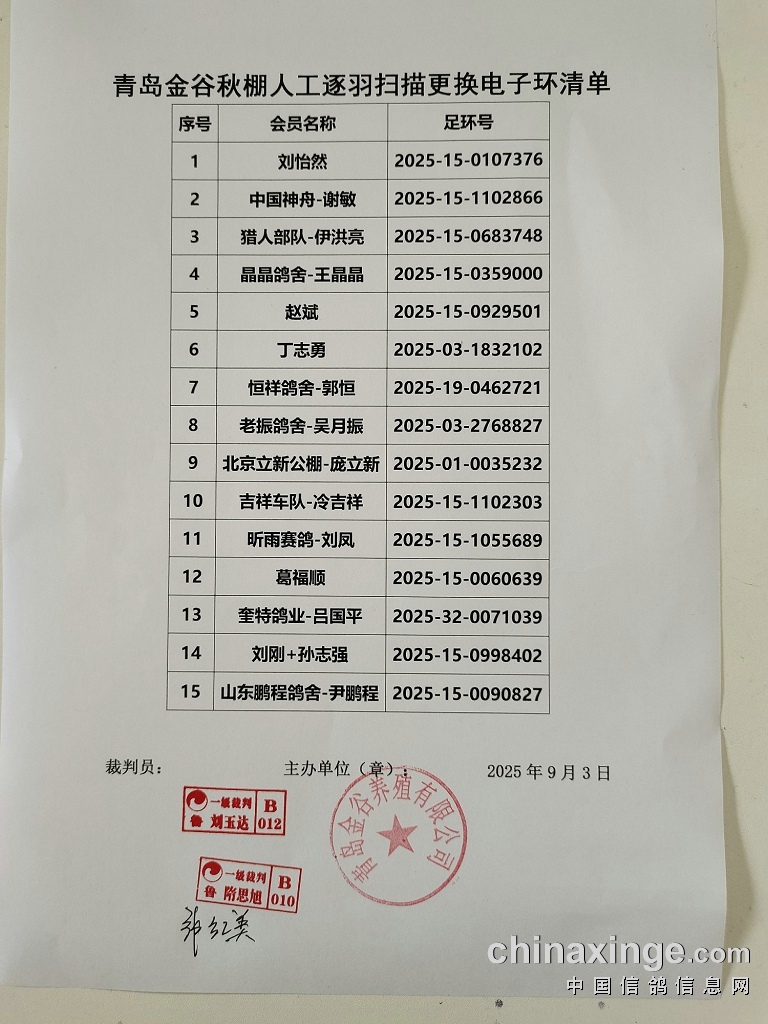 青岛金谷秋棚人工逐羽扫描更换电子环清单
序号 会员名称 足环号
1 刘怡然 2025-15-0107376
2 中国神舟-谢敏 2025-15-1102866
3 猎人部队-伊洪亮 2025-15-0683748
4 晶晶鸽舍-王晶晶 2025-15-0359000
5 赵斌 2025-15-0929501
6 丁志勇 2025-03-1832102
7 恒祥鸽舍-郭恒 2025-19-0462721
8 老振鸽舍-吴月振 2025-03-2768827
9 北京立新公棚-庞立新 2025-01-0035232
10 吉祥车队-冷吉祥 2025-15-1102303
11 昕雨赛鸽-刘凤 2025-15-1055689
12 葛福顺 2025-15-0060639
13 奎特鸽业-吕国平 2025-32-0071039
14 刘刚+孙志强 2025-15-0998402
15 山东鹏程鸽舍-尹鹏程 2025-15-0090827
裁判员： 主办单位（章）： 2025年9月3日
一级裁判 B
鲁 刘玉达 012
青岛金谷养殖有限公司
一级裁判 B
鲁 隋思旭 010
chinaxinge.com
中国信鸽信息网